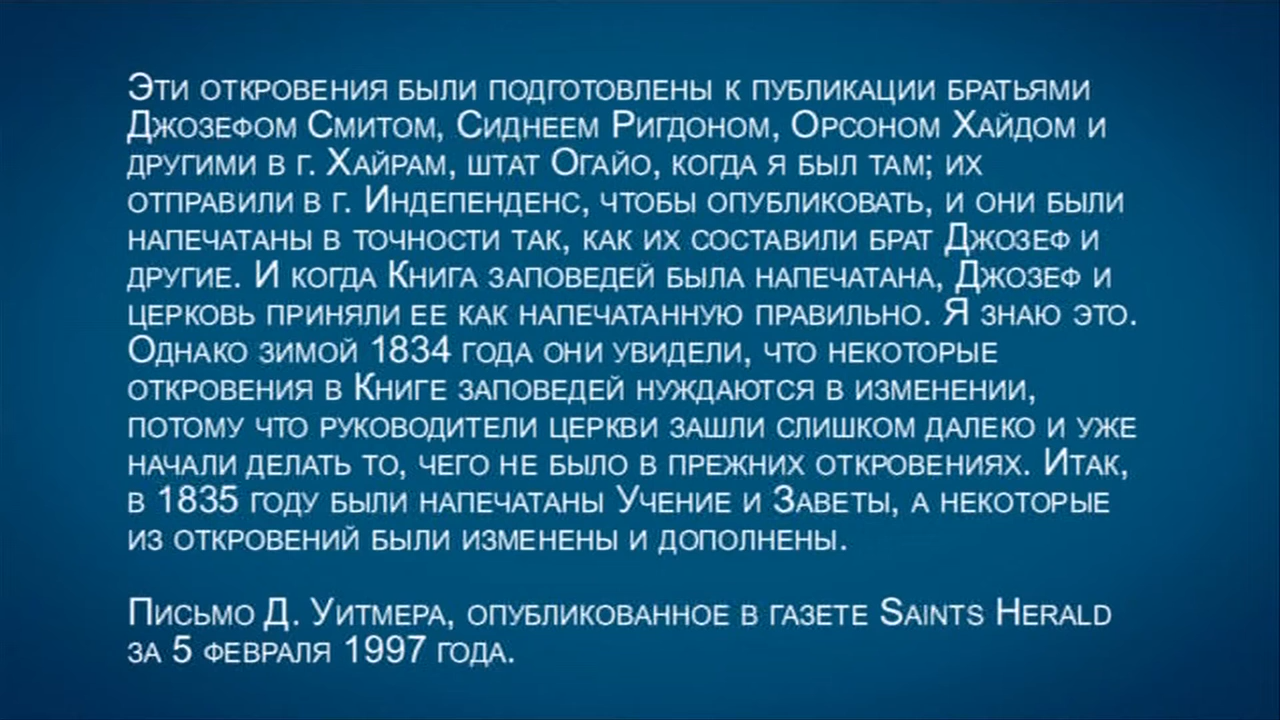 Эти откровения были подготовлены к публикации братьями
Джозефом Смитом, Сиднеем Ригдоном, Орсоном Хайдом и
другими в г. Хайрам, штат Огайо, когда я был там; их
отправили в г. Индепенденс, чтобы опубликовать, и они были
напечатаны в точности так, как их составили брат Джозеф и
другие. И когда Книга заповедей была напечатана, Джозеф и
церковь приняли ее как напечатанную правильно. Я знаю это.
Однако зимой 1834 года они увидели, что некоторые
откровения в Книге заповедей нуждаются в изменении,
потому что руководители церкви зашли слишком далеко и уже
начали делать то, чего не было в прежних откровениях. Итак,
в 1835 году были напечатаны Учение и Заветы, а некоторые
из откровений были изменены и дополнены.
Письмо Д. Уитмера, опубликованное в газете Saints Herald
за 5 февраля 1997 года.